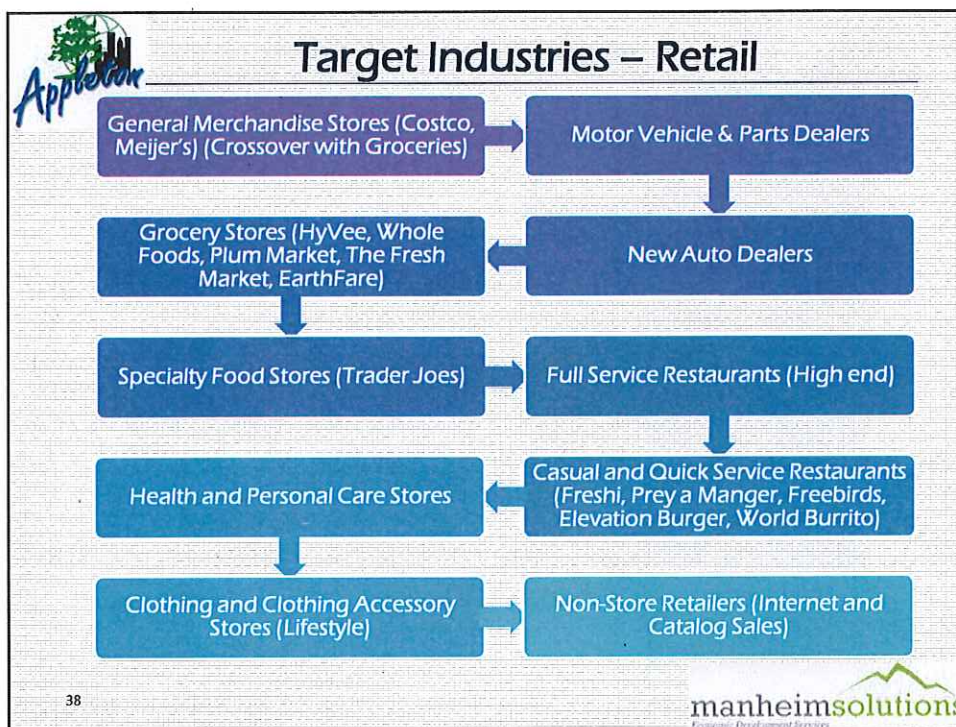 Appleton
Target Industries – Retail
General Merchandise Stores (Costco,
Meijer's) (Crossover with Groceries)
Motor Vehicle & Parts Dealers
New Auto Dealers
Grocery Stores (HyVee, Whole
Foods, Plum Market, The Fresh
Market, EarthFare)
Specialty Food Stores (Trader Joes)
Full Service Restaurants (High end)
Casual and Quick Service Restaurants
(Freshi, Prey a Manger, Freebirds,
Elevation Burger, World Burrito)
Health and Personal Care Stores
Clothing and Clothing Accessory
Stores (Lifestyle)
Non-Store Retailers (Internet and
Catalog Sales)
38
manheimsolutions
Economic Development Services